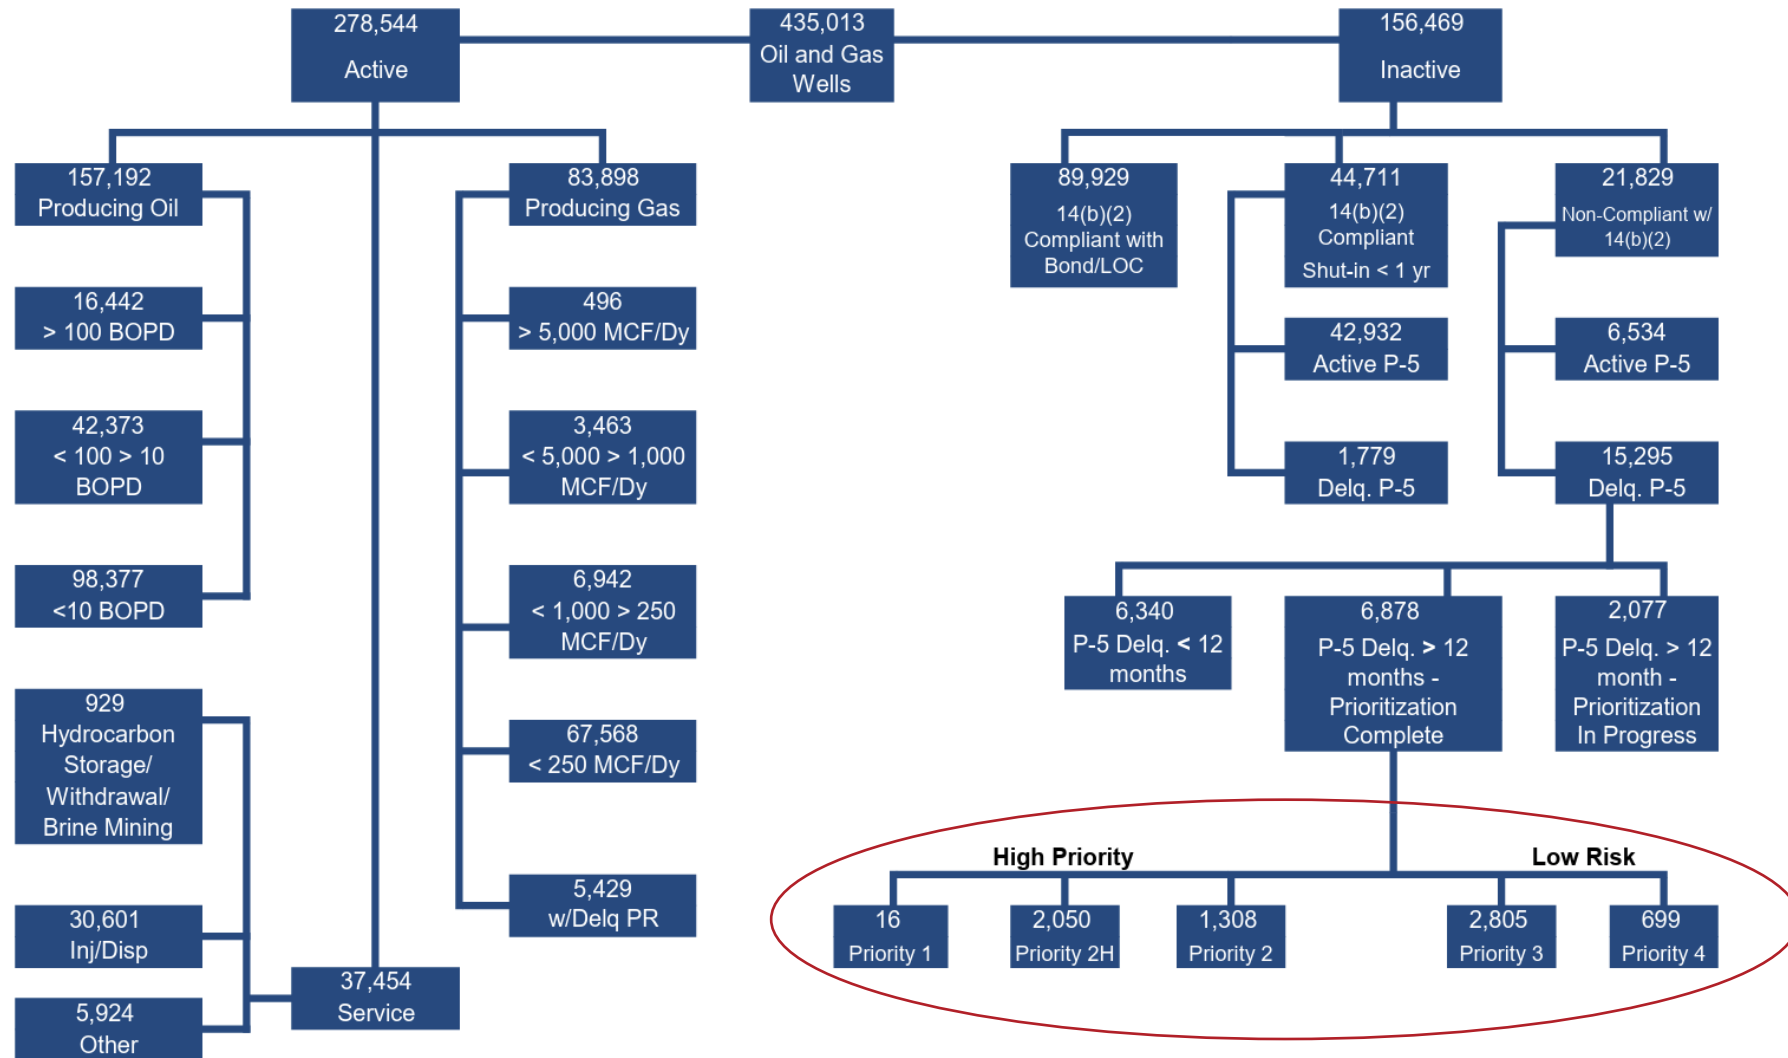 278,544
Active
435,013
Oil and Gas
Wells
156,469
Inactive
157,192
Producing Oil
16,442
> 100 BOPD
42,373
< 100 > 10
BOPD
98,377
<10 BOPD
83,898
Producing Gas
496
> 5,000 MCF/Dy
3,463
< 5,000 > 1,000
MCF/Dy
6,942
< 1,000 > 250
MCF/Dy
67,568
< 250 MCF/Dy
5,429
w/Delq PR
929
Hydrocarbon
Storage/
Withdrawal/
Brine Mining
30,601
Inj/Disp
5,924
Other
37,454
Service
89,929
14(b)(2)
Compliant with
Bond/LOC
44,711
14(b)(2)
Compliant
Shut-in < 1 yr
42,932
Active P-5
1,779
Delq. P-5
21,829
Non-Compliant w/
14(b)(2)
6,534
Active P-5
15,295
Delq. P-5
6,340
P-5 Delq. < 12
months
6,878
P-5 Delq. > 12
months -
Prioritization
Complete
2,077
P-5 Delq. > 12
month -
Prioritization
In Progress
High Priority
Low Risk
16
Priority 1
2,050
Priority 2H
1,308
Priority 2
2,805
Priority 3
699
Priority 4